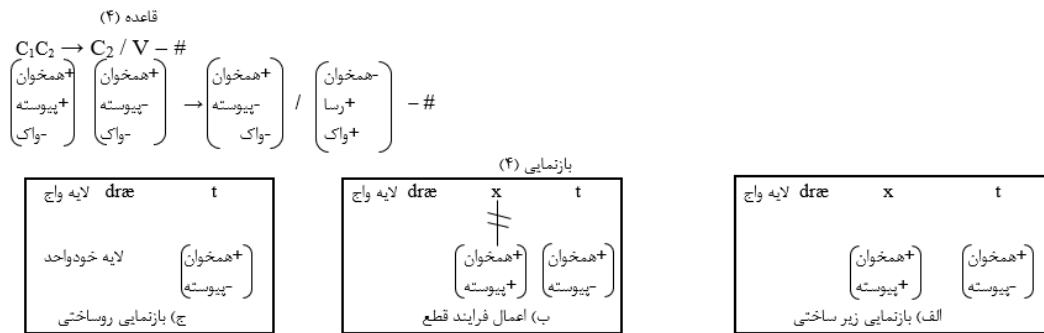 قاعده (۴)
C₁C₂ → C₂ / V – #
+همخوان +همخوان +همخوان -همخوان
+پیوسته -پیوسته → -پیوسته / +رسا – #
-واک -واک -واک +واک
بازنمایی (۴)
لایه واج dræ x t
+همخوان +همخوان
+پیوسته -پیوسته
الف) بازنمایی زیر ساختی
لایه واج dræ x t
+همخوان +همخوان
+پیوسته -پیوسته
ب) اعمال فرایند قطع
لایه واج dræ t
لایه خودواحد +همخوان
-پیوسته
ج) بازنمایی روساختی